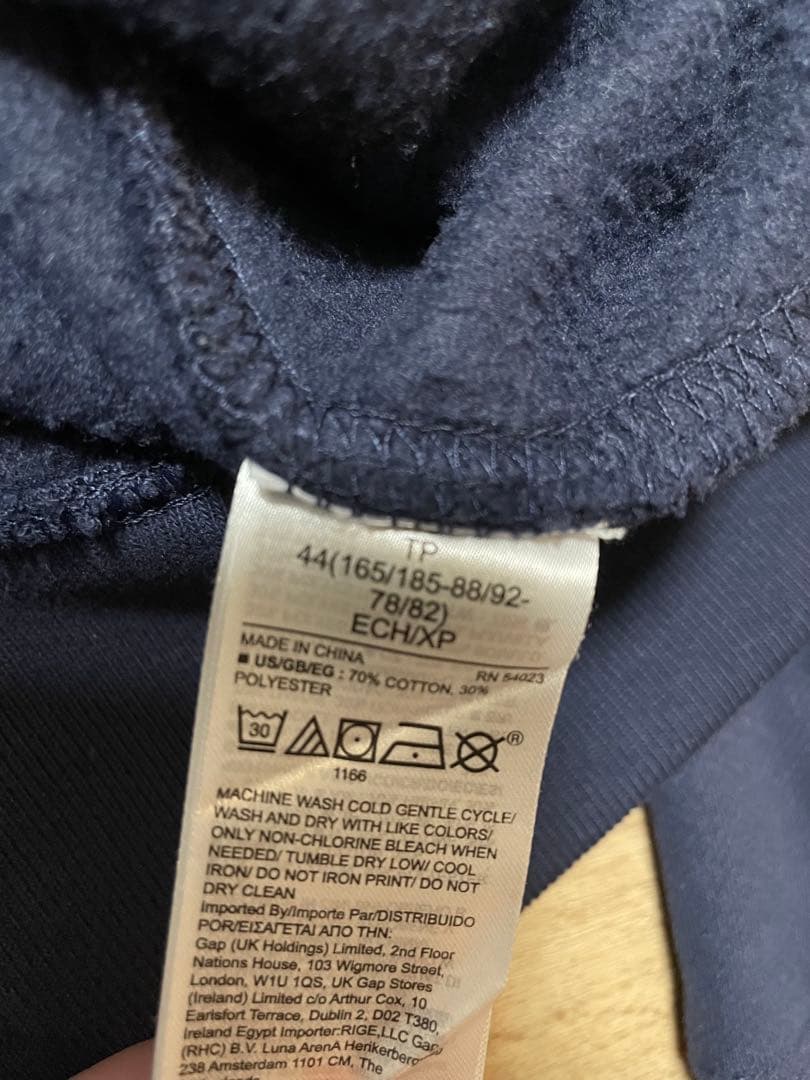 TP
44(165/185-88/92-
78/82)
ECH/XP
MADE IN CHINA
RN 54023
■ US/GB/EG : 70% COTTON, 30%
POLYESTER
30
1166
®
MACHINE WASH COLD GENTLE CYCLE/
WASH AND DRY WITH LIKE COLORS/
ONLY NON-CHLORINE BLEACH WHEN
NEEDED/ TUMBLE DRY LOW/ COOL
IRON/ DO NOT IRON PRINT/ DO NOT
DRY CLEAN
Imported By/Importe Par/DISTRIBUIDO
POR/ΕΙΣΑΓΕΤΑΙ ΑΠΟ ΤΗΝ:
Gap (UK Holdings) Limited, 2nd Floor
Nations House, 103 Wigmore Street,
London, W1U 1QS, UK Gap Stores
(Ireland) Limited c/o Arthur Cox, 10
Earlsfort Terrace, Dublin 2, D02 T380,
Ireland Egypt Importer:RIGE,LLC Gap
(RHC) B.V. Luna ArenA Herikerberg
238 Amsterdam 1101 CM, The